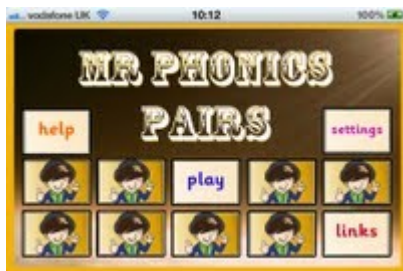 vodafone UK 10:12 100%
MR PHONICS
PAIRS
help
settings
play
links